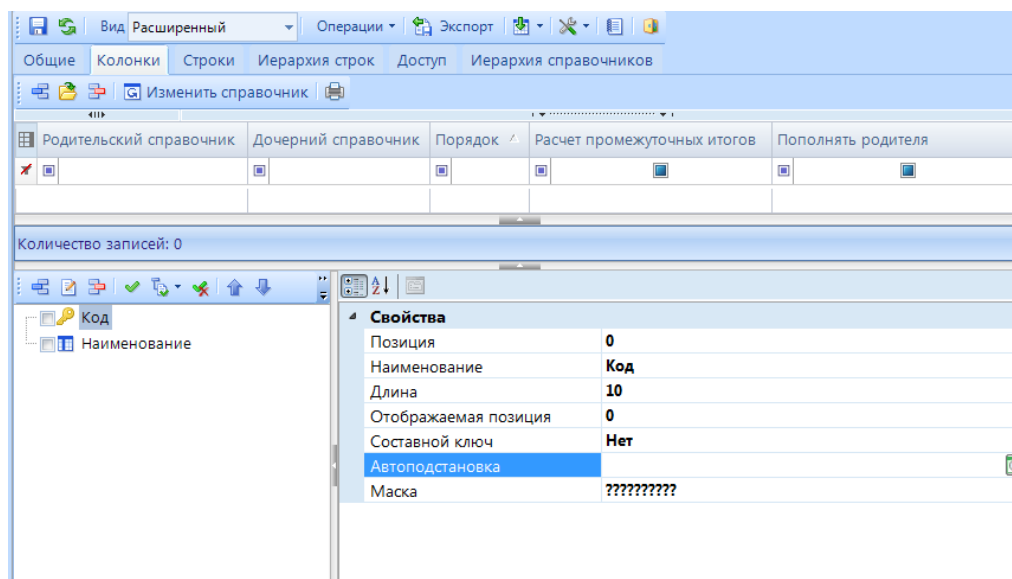 Вид Расширенный Операции Экспорт
Общие Колонки Строки Иерархия строк Доступ Иерархия справочников
Изменить справочник
Родительский справочник Дочерний справочник Порядок Расчет промежуточных итогов Пополнять родителя
Количество записей: 0
Код
Наименование
Свойства
Позиция 0
Наименование Код
Длина 10
Отображаемая позиция 0
Составной ключ Нет
Автоподстановка
Маска ??????????